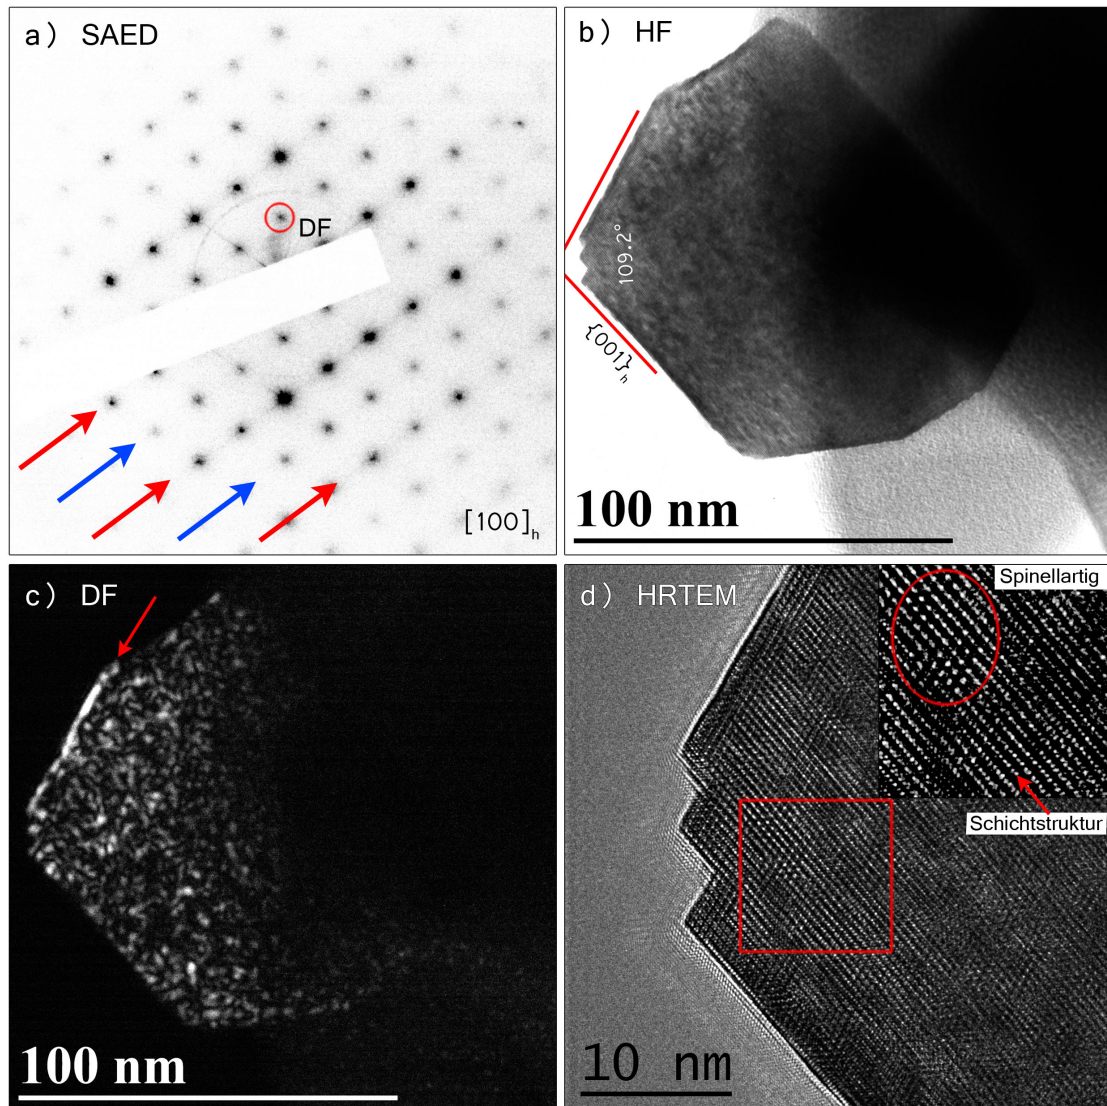 a) SAED
DF
[100]h
b) HF
109.2°
{001}h
100 nm
c) DF
100 nm
d) HRTEM
Spinellartig
Schichtstruktur
10 nm